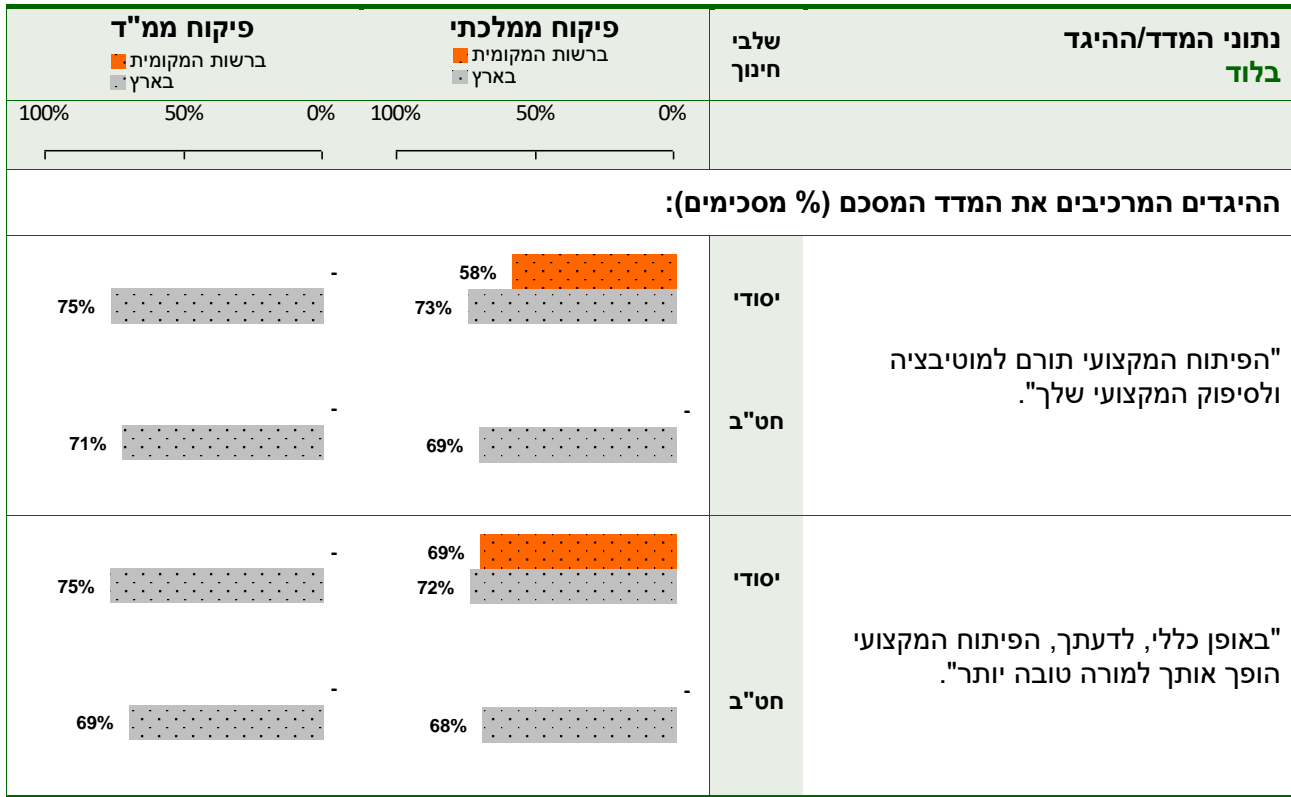 נתוני המדד/ההיגד
בלוד
שלבי
חינוך
פיקוח ממלכתי
ברשות המקומית
בארץ
פיקוח ממ"ד
ברשות המקומית
בארץ
0% 50% 100% 0% 50% 100%
ההיגדים המרכיבים את המדד המסכם (% מסכימים):
"הפיתוח המקצועי תורם למוטיבציה
ולסיפוק המקצועי שלך".
יסודי
58%
73%
-
75%
חט"ב
-
69%
-
71%
"באופן כללי, לדעתך, הפיתוח המקצועי
הופך אותך למורה טובה יותר".
יסודי
69%
72%
-
75%
חט"ב
-
68%
-
69%